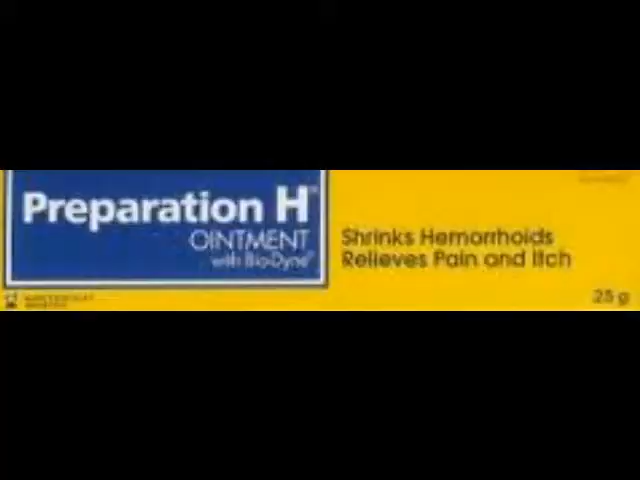 Preparation H®
OINTMENT
with Bio-Dyne®
Shrinks Hemorrhoids
Relieves Pain and Itch
25 g